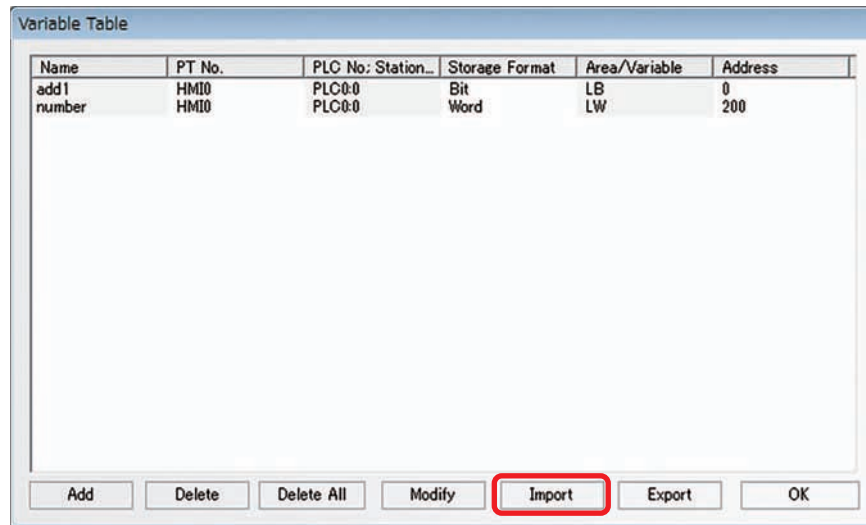 Variable Table
Name PT No. PLC No; Station... Storage Format Area/Variable Address
add1 HMI0 PLC0:0 Bit LB 0
number HMI0 PLC0:0 Word LW 200
Add Delete Delete All Modify Import Export OK